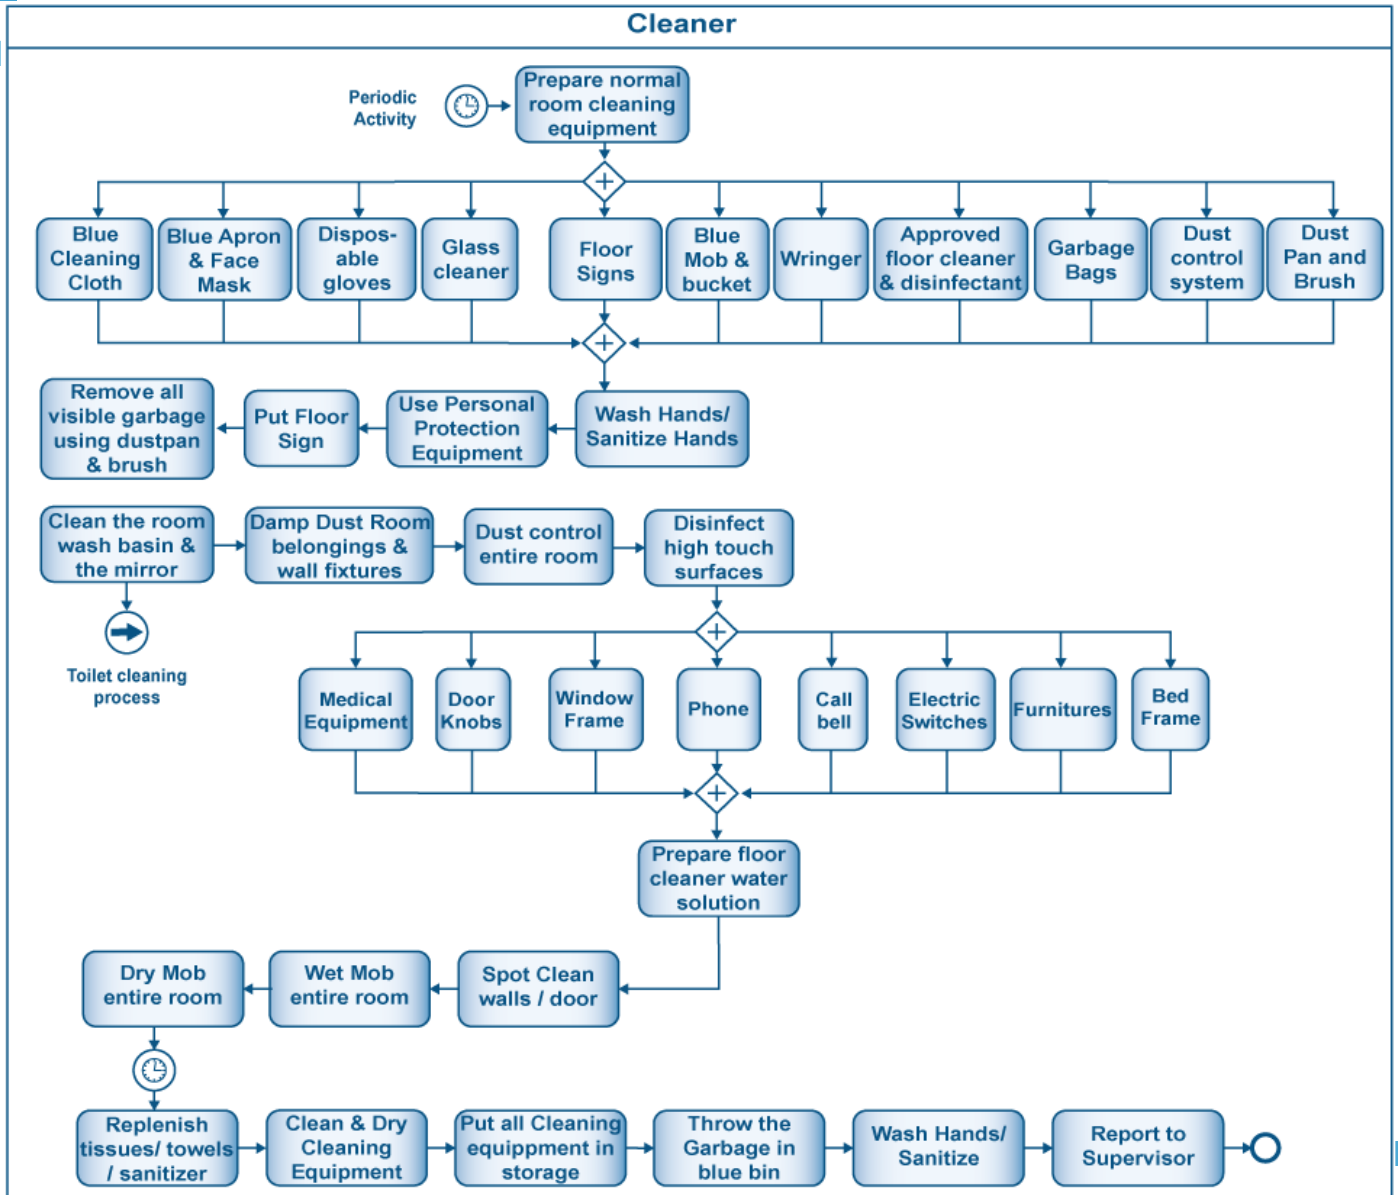 Cleaner
Periodic
Activity
Prepare normal
room cleaning
equipment
Blue
Cleaning
Cloth
Blue Apron
& Face
Mask
Dispos-
able
gloves
Glass
cleaner
Floor
Signs
Blue
Mob &
bucket
Wringer
Approved
floor cleaner
& disinfectant
Garbage
Bags
Dust
control
system
Dust
Pan and
Brush
Remove all
visible garbage
using dustpan
& brush
Put Floor
Sign
Use Personal
Protection
Equipment
Wash Hands/
Sanitize Hands
Clean the room
wash basin &
the mirror
Damp Dust Room
belongings &
wall fixtures
Dust control
entire room
Disinfect
high touch
surfaces
Toilet cleaning
process
Medical
Equipment
Door
Knobs
Window
Frame
Phone
Call
bell
Electric
Switches
Furnitures
Bed
Frame
Prepare floor
cleaner water
solution
Dry Mob
entire room
Wet Mob
entire room
Spot Clean
walls / door
Replenish
tissues/ towels
/ sanitizer
Clean & Dry
Cleaning
Equipment
Put all Cleaning
equippment in
storage
Throw the
Garbage in
blue bin
Wash Hands/
Sanitize
Report to
Supervisor